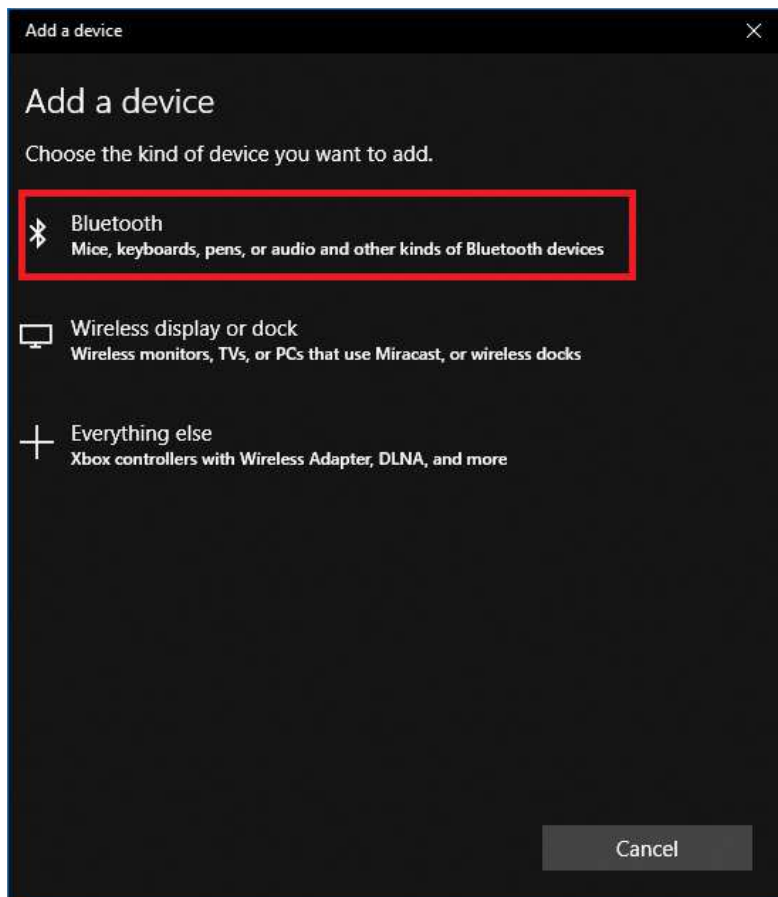 Add a device
Add a device
Choose the kind of device you want to add.
Bluetooth
Mice, keyboards, pens, or audio and other kinds of Bluetooth devices
Wireless display or dock
Wireless monitors, TVs, or PCs that use Miracast, or wireless docks
Everything else
Xbox controllers with Wireless Adapter, DLNA, and more
Cancel